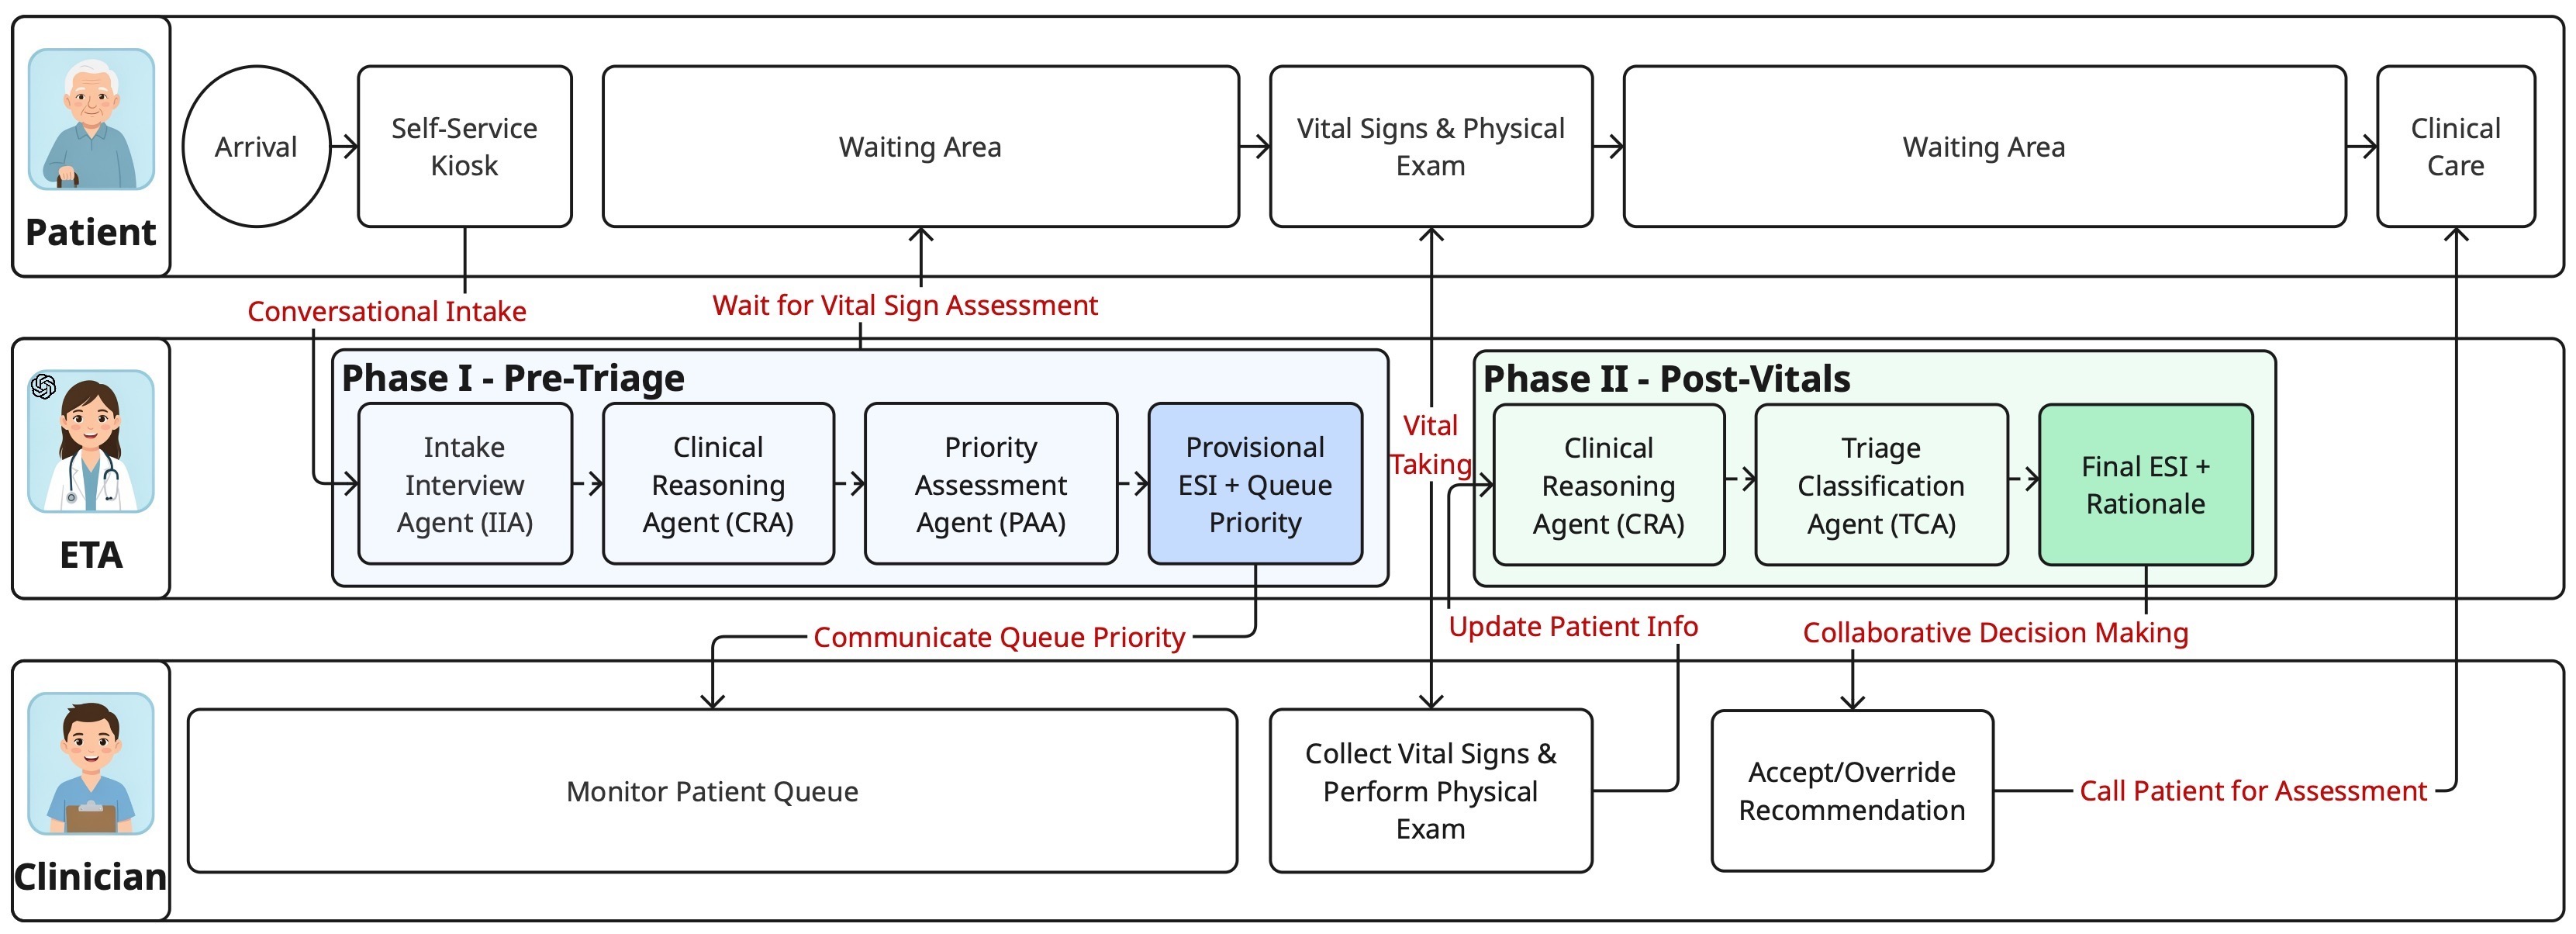 Patient
Arrival
Self-Service
Kiosk
Waiting Area
Vital Signs & Physical
Exam
Waiting Area
Clinical
Care
Conversational Intake
Wait for Vital Sign Assessment
ETA
Phase I - Pre-Triage
Intake
Interview
Agent (IIA)
Clinical
Reasoning
Agent (CRA)
Priority
Assessment
Agent (PAA)
Provisional
ESI + Queue
Priority
Vital
Taking
Phase II - Post-Vitals
Clinical
Reasoning
Agent (CRA)
Triage
Classification
Agent (TCA)
Final ESI +
Rationale
Communicate Queue Priority
Update Patient Info
Collaborative Decision Making
Clinician
Monitor Patient Queue
Collect Vital Signs &
Perform Physical
Exam
Accept/Override
Recommendation
Call Patient for Assessment